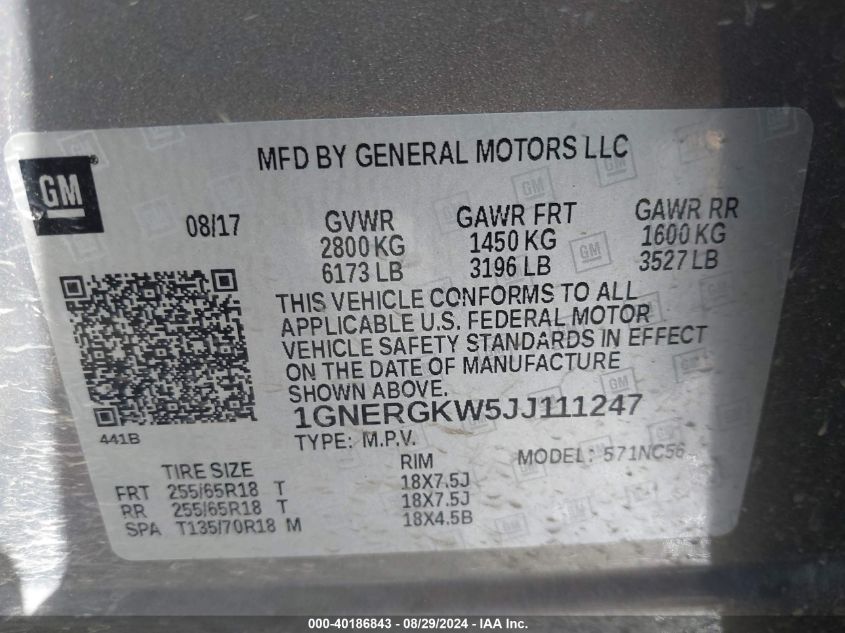 MFD BY GENERAL MOTORS LLC
GM
08/17 GVWR GAWR FRT GAWR RR
2800 KG 1450 KG 1600 KG
6173 LB 3196 LB 3527 LB
THIS VEHICLE CONFORMS TO ALL
APPLICABLE U.S. FEDERAL MOTOR
VEHICLE SAFETY STANDARDS IN EFFECT
ON THE DATE OF MANUFACTURE
SHOWN ABOVE.
1GNERGKW5JJ111247
441B
TYPE: M.P.V.
MODEL: 571NC56
TIRE SIZE RIM
FRT 255/65R18 T 18X7.5J
RR 255/65R18 T 18X7.5J
SPA T135/70R18 M 18X4.5B
000-40186843 - 08/29/2024 - IAA Inc.